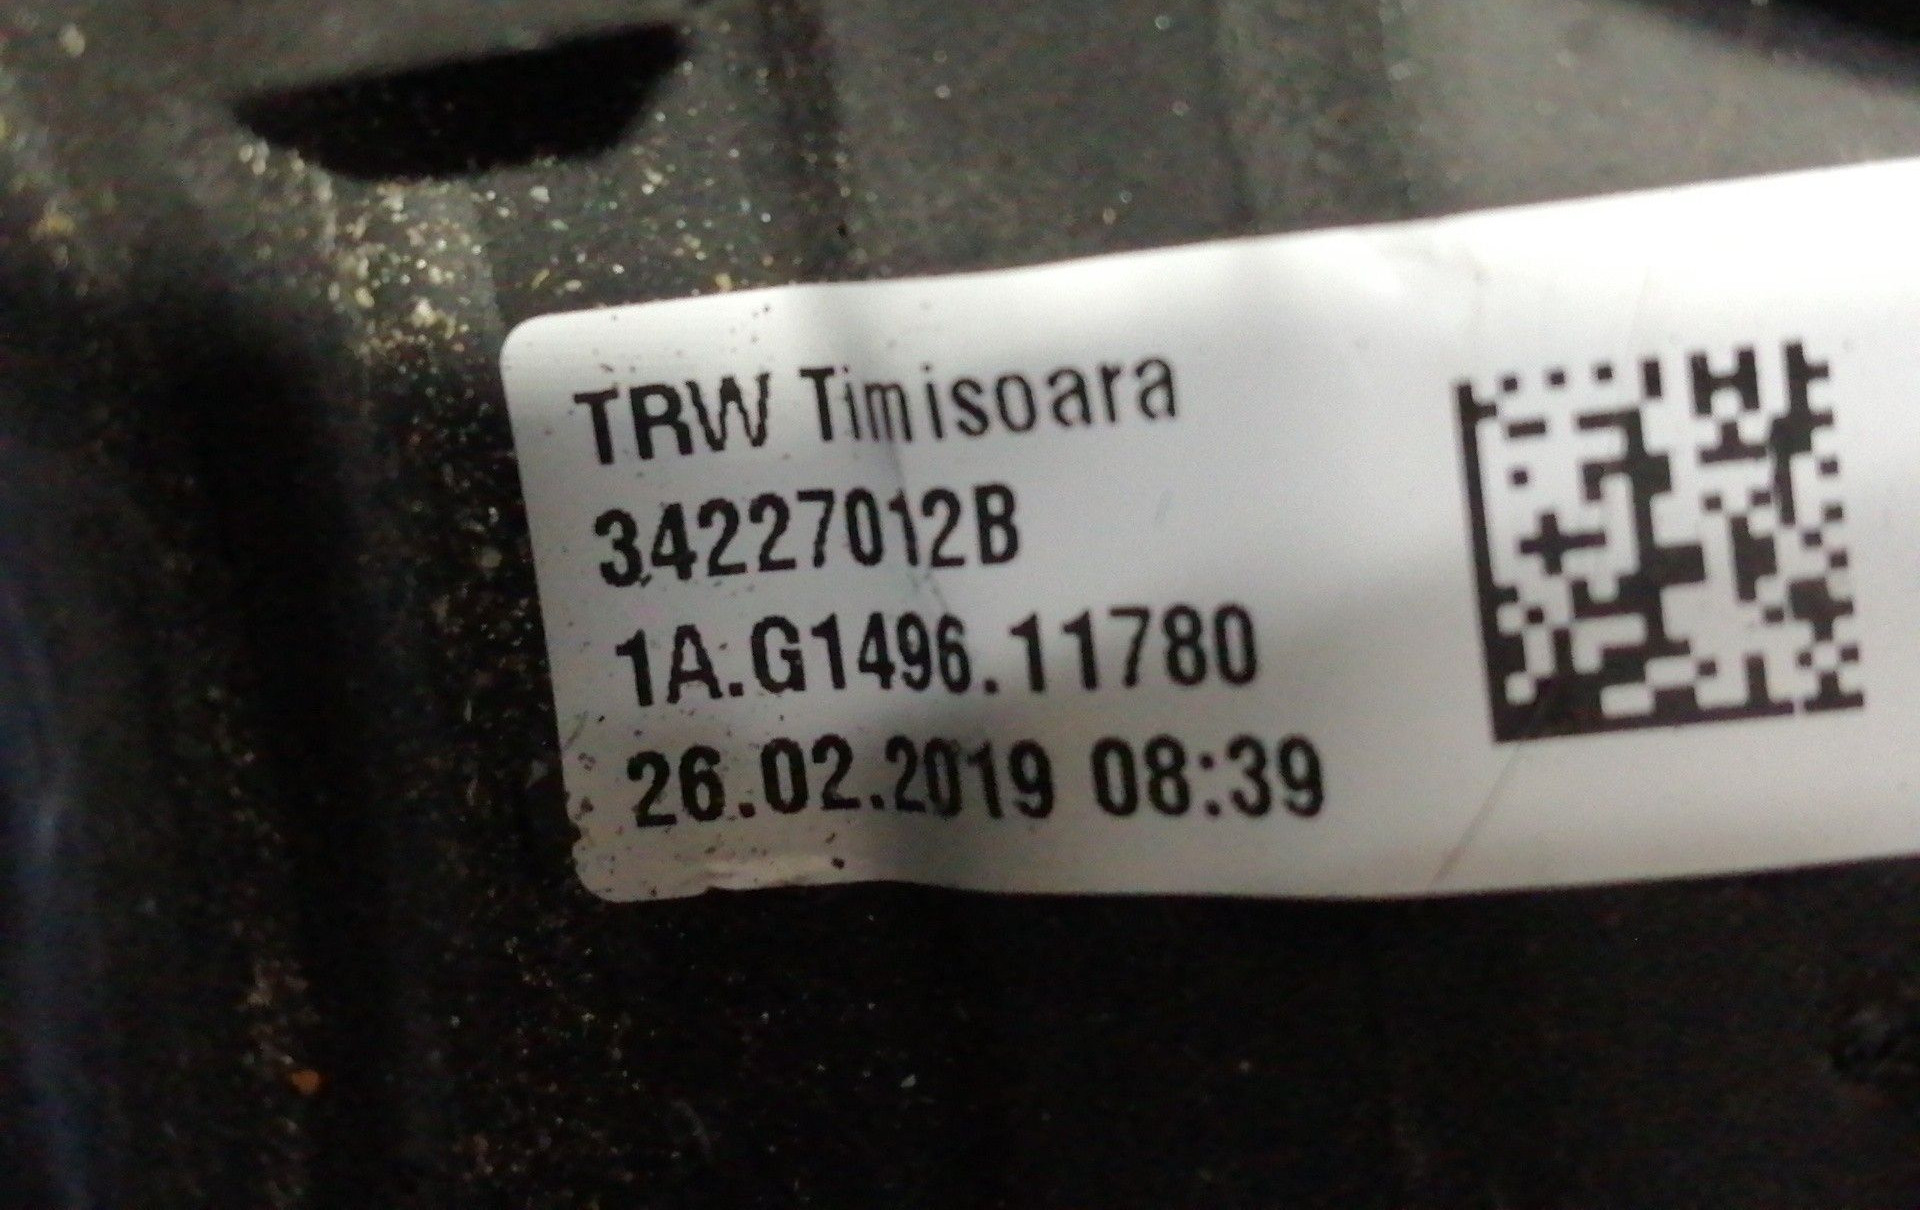 TRW Timisoara
34227012B
1A.G1496.11780
26.02.2019 08:39